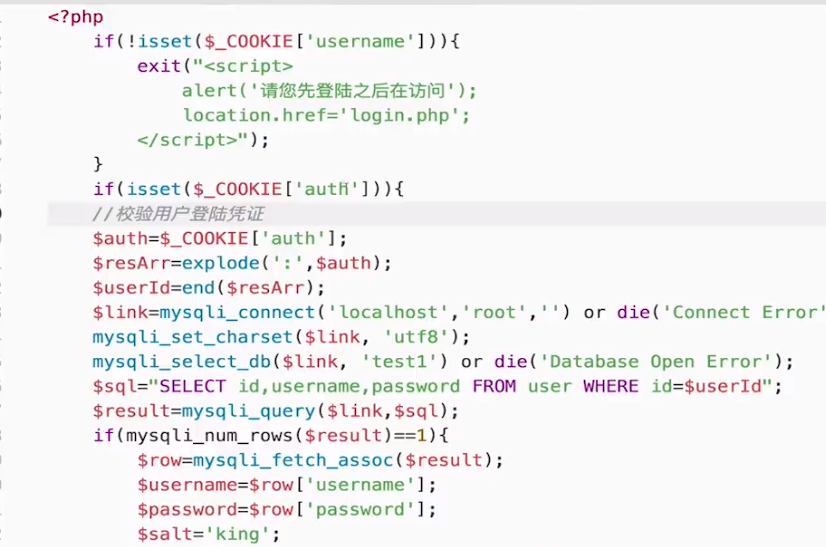 <?php
if(!isset($_COOKIE['username'])){
exit("<script>
alert('请您先登陆之后在访问');
location.href='login.php';
</script>");
}
if(isset($_COOKIE['auth'])){
//校验用户登陆凭证
$auth=$_COOKIE['auth'];
$resArr=explode(':',$auth);
$userId=end($resArr);
$link=mysqli_connect('localhost','root','') or die('Connect Error'
mysqli_set_charset($link, 'utf8');
mysqli_select_db($link, 'test1') or die('Database Open Error');
$sql="SELECT id,username,password FROM user WHERE id=$userId";
$result=mysqli_query($link,$sql);
if(mysqli_num_rows($result)==1){
$row=mysqli_fetch_assoc($result);
$username=$row['username'];
$password=$row['password'];
$salt='king';